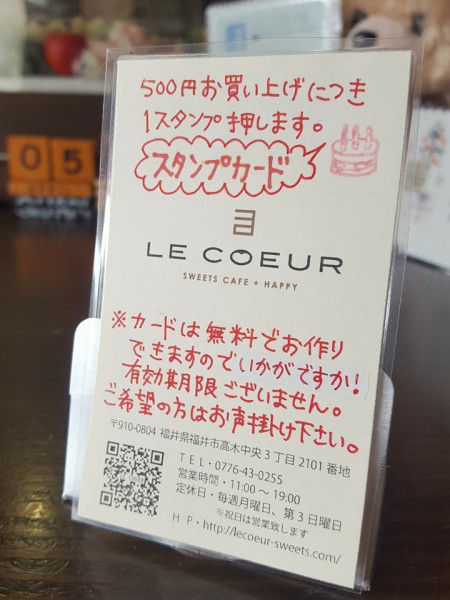 05
500円お買い上げにつき
1スタンプ押します。
スタンプカード
LE COEUR
SWEETS CAFE + HAPPY
※カードは無料でお作り
できますのでいかがですか!
有効期限ございません。
ご希望の方はお声掛け下さい。
〒910-0804 福井県福井市高木中央3丁目2101番地
TEL・0776-43-0255
営業時間・11:00～19:00
定休日・毎週月曜日、第3日曜日
※祝日は営業致します
HP・http://lecoeur-sweets.com/